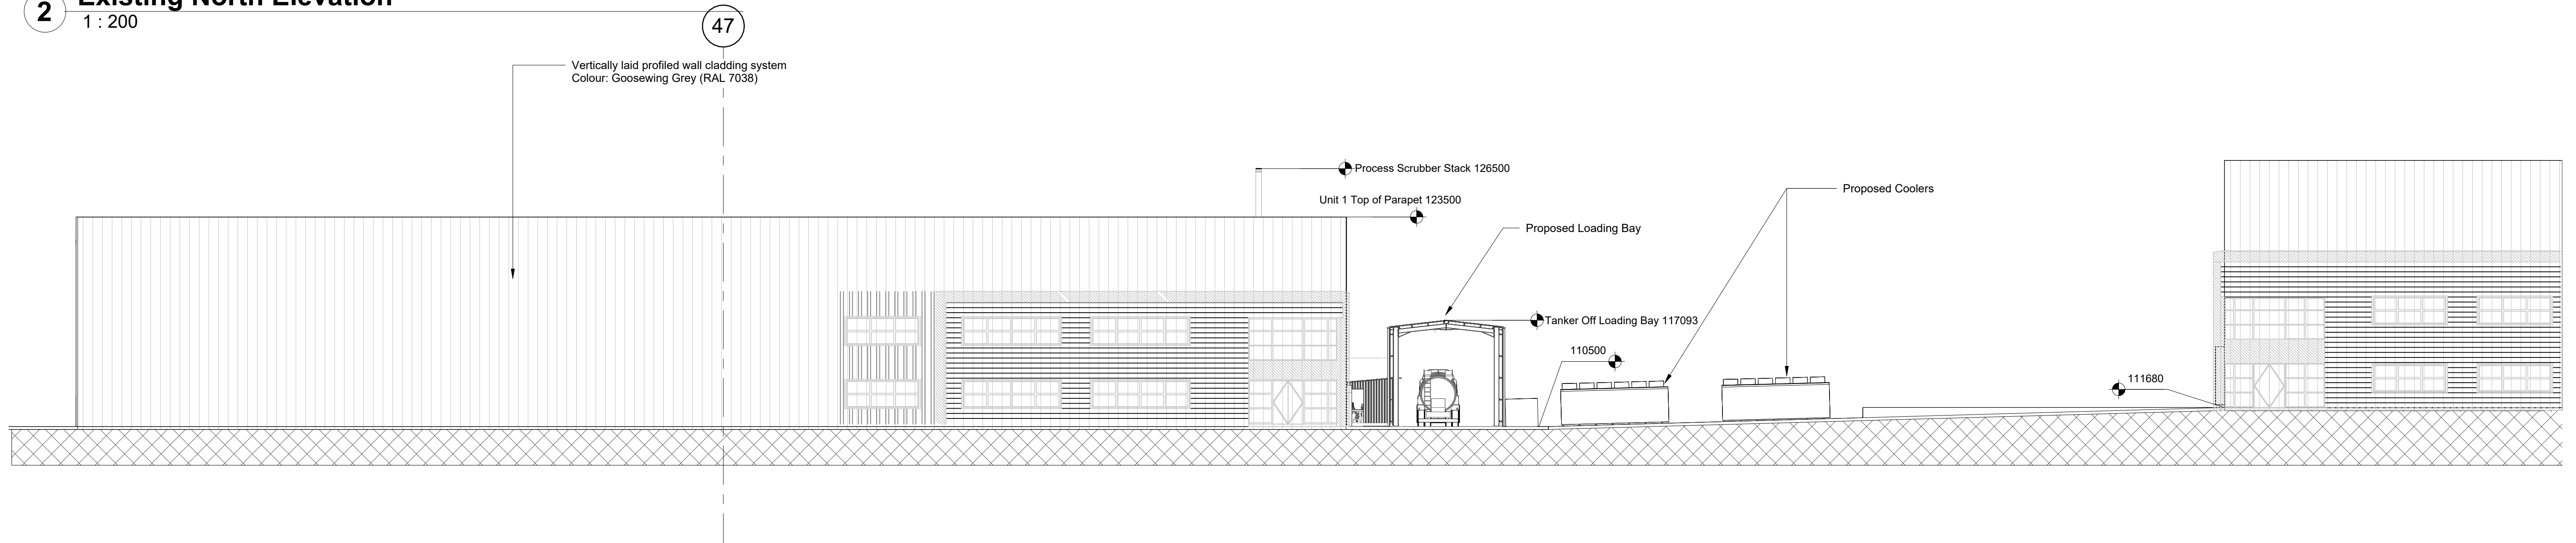 2
Existing North Elevation
1 : 200
47
Vertically laid profiled wall cladding system
Colour: Goosewing Grey (RAL 7038)
Process Scrubber Stack 126500
Unit 1 Top of Parapet 123500
Proposed Coolers
Proposed Loading Bay
Tanker Off Loading Bay 117093
110500
111680